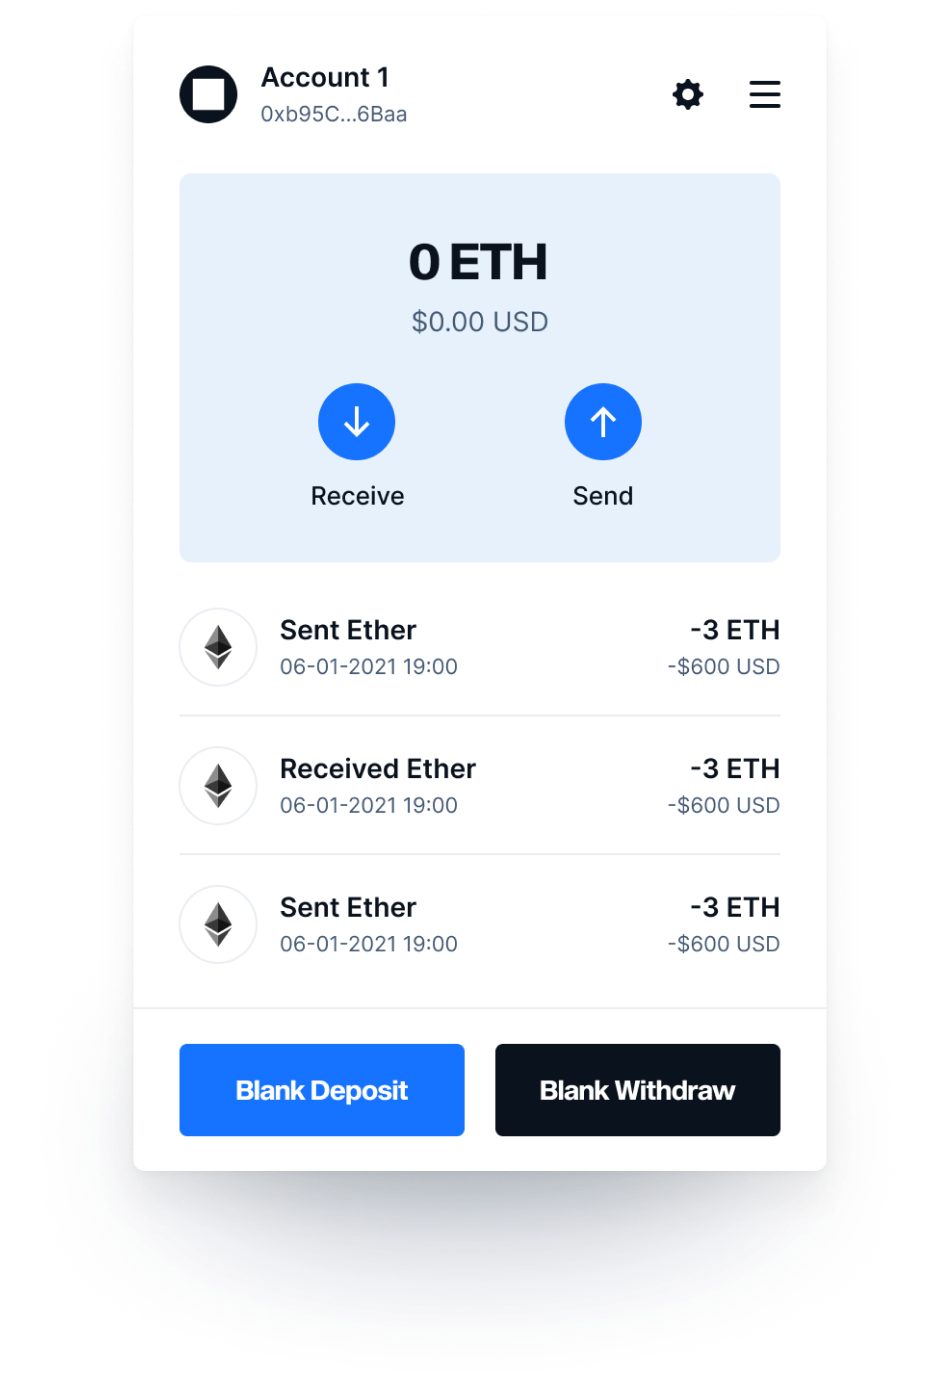 Account 1
0xb95C...6Baa
0 ETH
$0.00 USD
Receive
Send
Sent Ether
-3 ETH
06-01-2021 19:00
-$600 USD
Received Ether
-3 ETH
06-01-2021 19:00
-$600 USD
Sent Ether
-3 ETH
06-01-2021 19:00
-$600 USD
Blank Deposit
Blank Withdraw